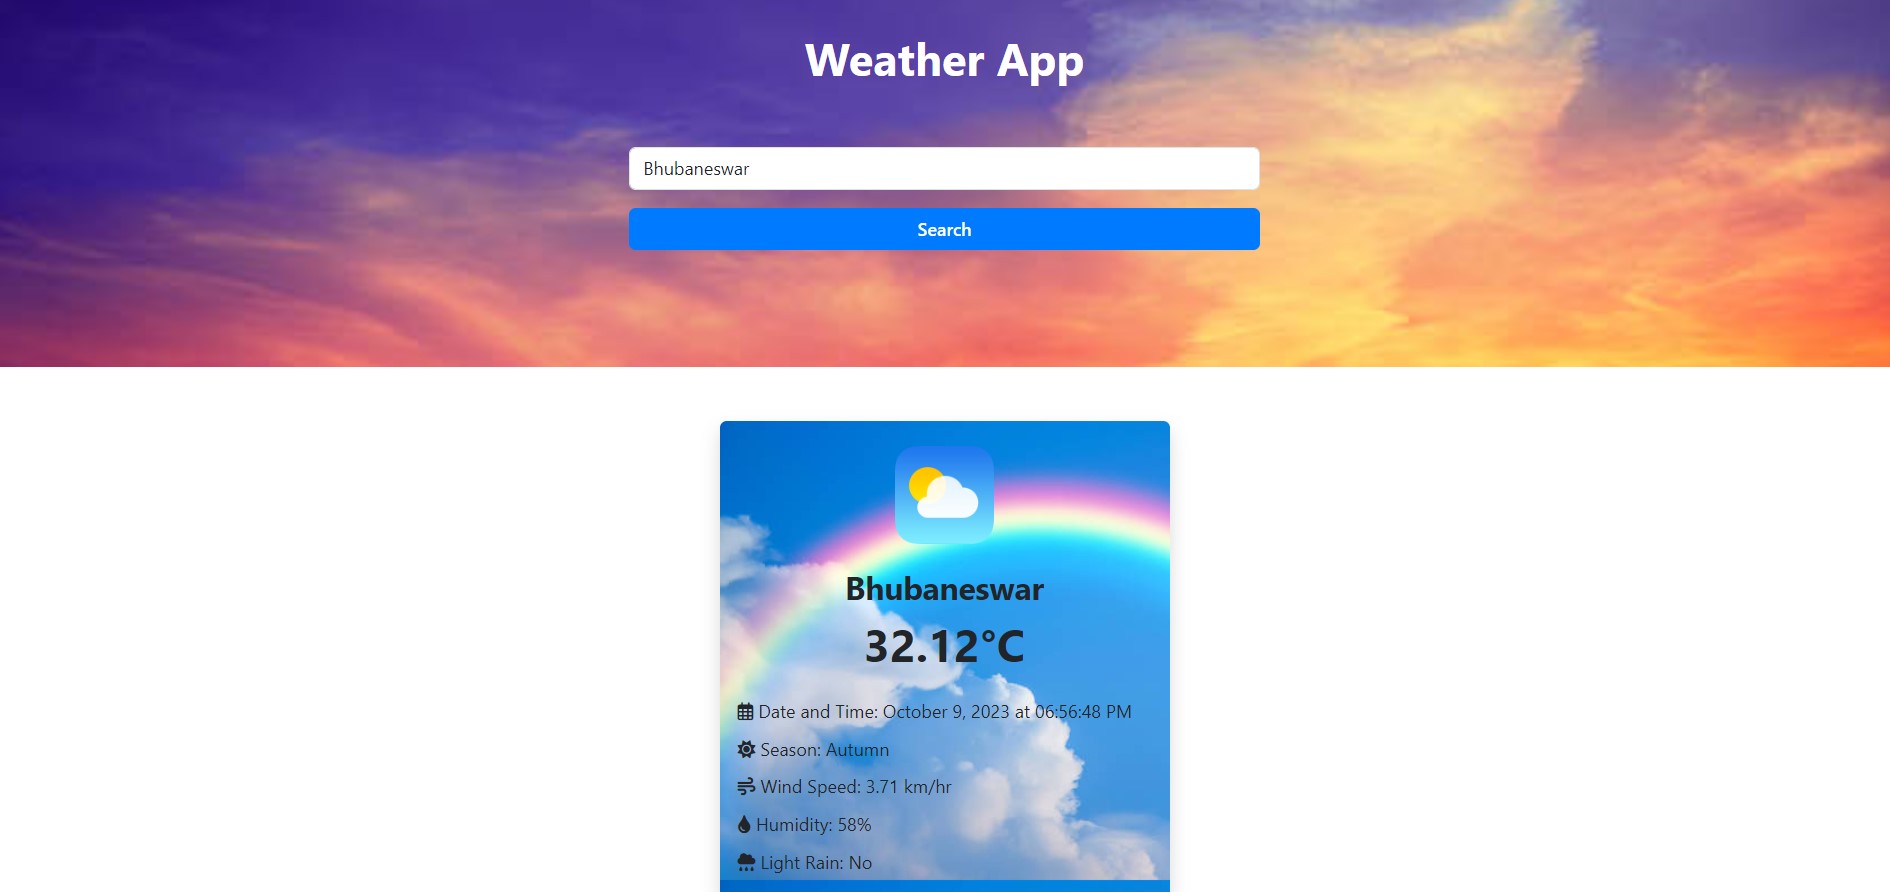 Weather App
Bhubaneswar
Search
Bhubaneswar
32.12°C
Date and Time: October 9, 2023 at 06:56:48 PM
Season: Autumn
Wind Speed: 3.71 km/hr
Humidity: 58%
Light Rain: No